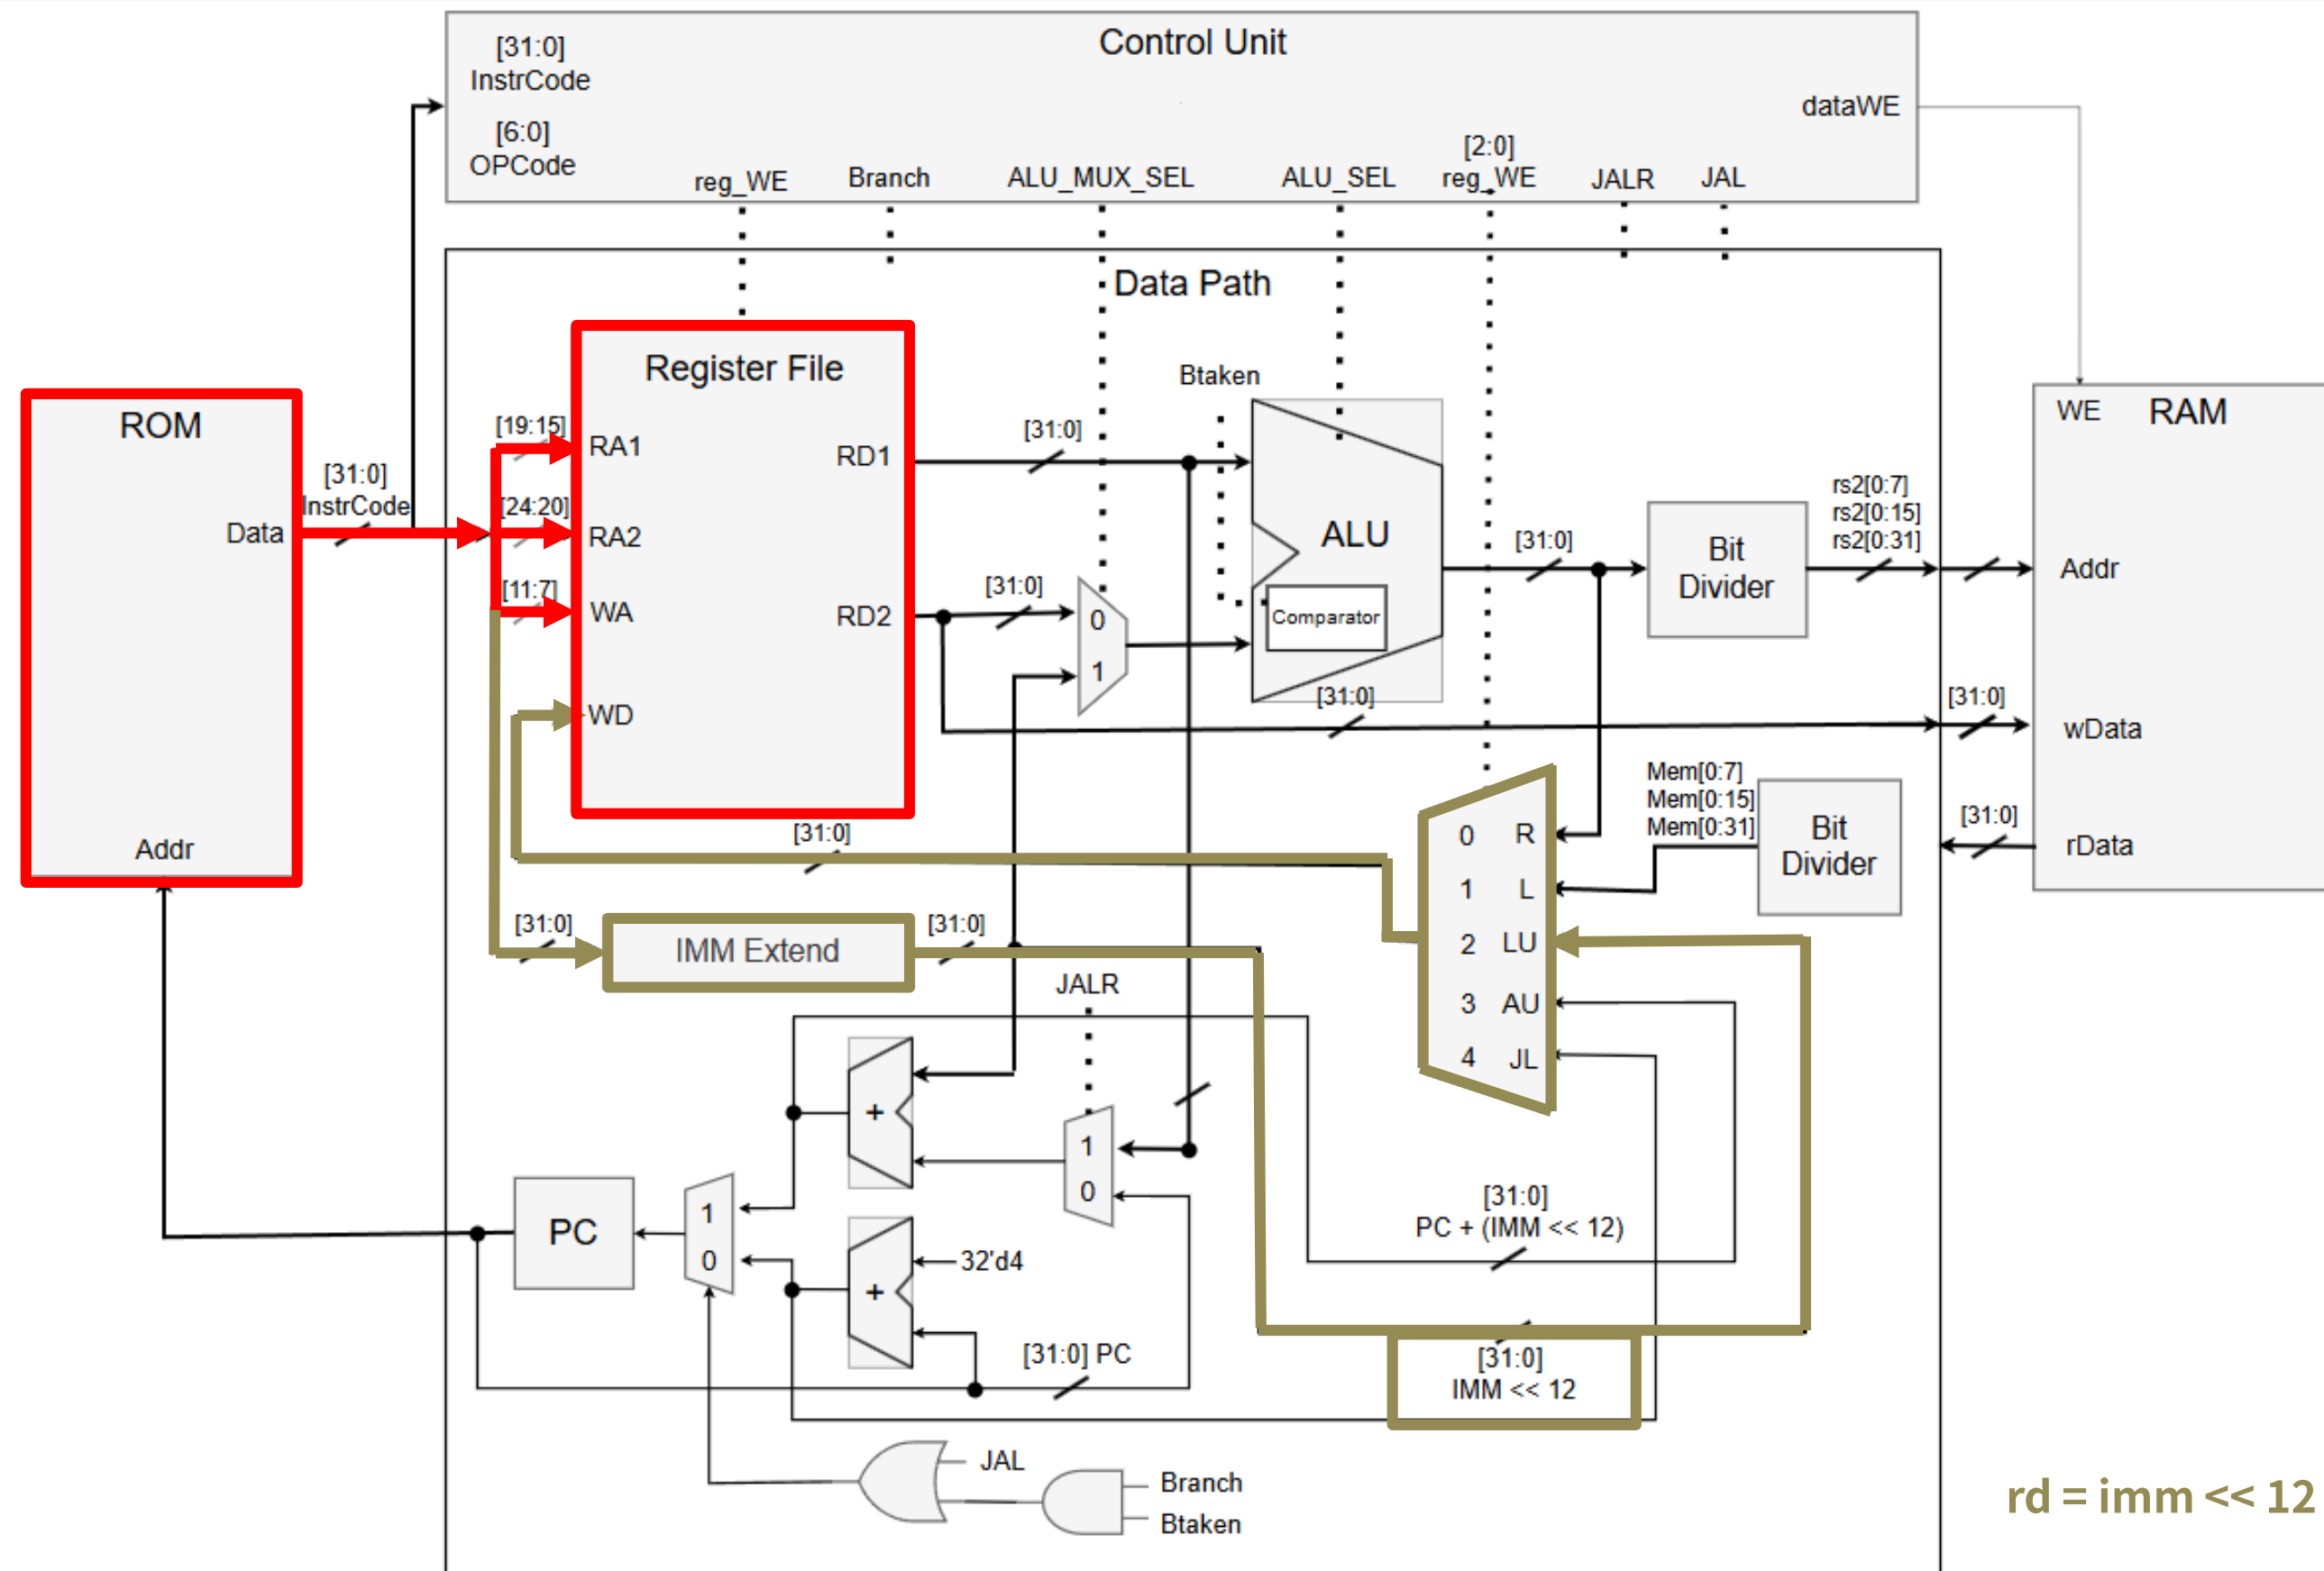 Control Unit
[31:0]
InstrCode
[6:0]
OPCode
dataWE
reg_WE
Branch
ALU_MUX_SEL
ALU_SEL
[2:0]
reg_WE
JALR
JAL
Data Path
ROM
Data
Addr
[31:0]
InstrCode
[19:15]
[24:20]
[11:7]
Register File
RA1
RA2
WA
WD
RD1
RD2
[31:0]
[31:0]
0
1
Btaken
ALU
Comparator
[31:0]
[31:0]
Bit
Divider
rs2[0:7]
rs2[0:15]
rs2[0:31]
WE
RAM
Addr
[31:0]
wData
[31:0]
rData
Mem[0:7]
Mem[0:15]
Mem[0:31]
Bit
Divider
0 R
1 L
2 LU
3 AU
4 JL
[31:0]
[31:0]
IMM Extend
[31:0]
JALR
+
1
0
PC
1
0
+
32'd4
[31:0] PC
[31:0]
PC + (IMM << 12)
[31:0]
IMM << 12
JAL
Branch
Btaken
rd = imm << 12